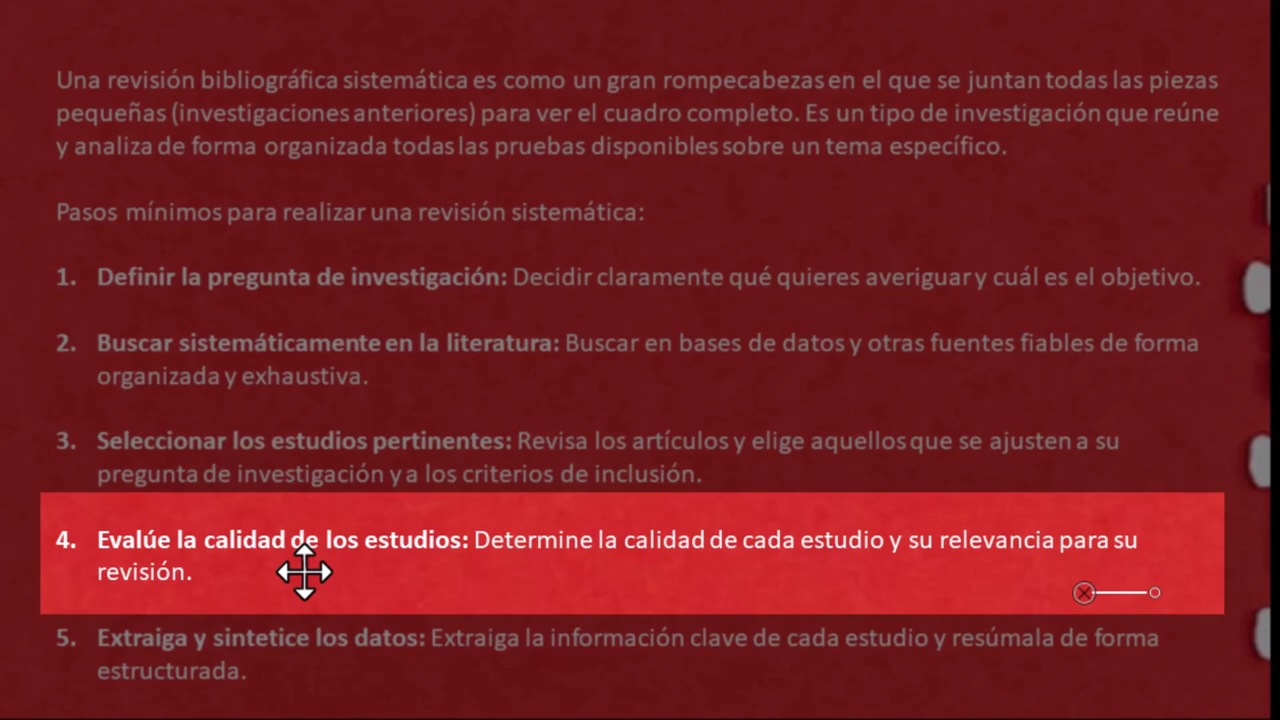 Una revisión bibliográfica sistemática es como un gran rompecabezas en el que se juntan todas las piezas
pequeñas (investigaciones anteriores) para ver el cuadro completo. Es un tipo de investigación que reúne
y analiza de forma organizada todas las pruebas disponibles sobre un tema específico.
Pasos mínimos para realizar una revisión sistemática:
1. Definir la pregunta de investigación: Decidir claramente qué quieres averiguar y cuál es el objetivo.
2. Buscar sistemáticamente en la literatura: Buscar en bases de datos y otras fuentes fiables de forma
organizada y exhaustiva.
3. Seleccionar los estudios pertinentes: Revisa los artículos y elige aquellos que se ajusten a su
pregunta de investigación y a los criterios de inclusión.
4. Evalúe la calidad de los estudios: Determine la calidad de cada estudio y su relevancia para su
revisión.
5. Extraiga y sintetice los datos: Extraiga la información clave de cada estudio y resúmala de forma
estructurada.